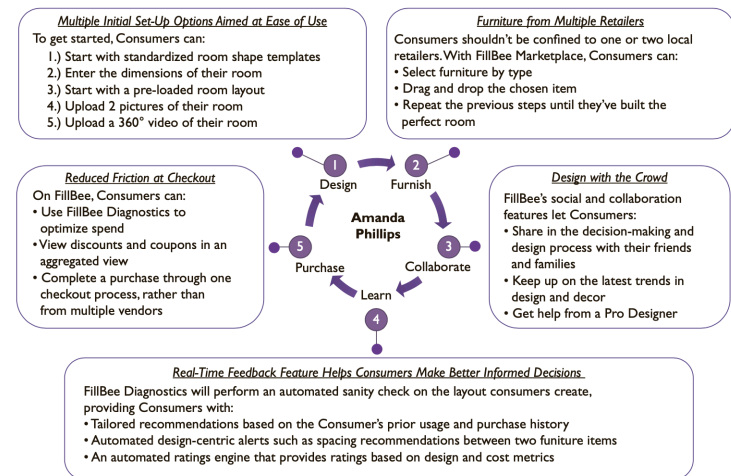 Multiple Initial Set-Up Options Aimed at Ease of Use
To get started, Consumers can:
1.) Start with standardized room shape templates
2.) Enter the dimensions of their room
3.) Start with a pre-loaded room layout
4.) Upload 2 pictures of their room
5.) Upload a 360° video of their room
Furniture from Multiple Retailers
Consumers shouldn't be confined to one or two local
retailers. With FillBee Marketplace, Consumers can:
• Select furniture by type
• Drag and drop the chosen item
• Repeat the previous steps until they've built the
perfect room
1
Design
2
Furnish
3
Collaborate
Learn
4
5
Purchase
Amanda
Phillips
Reduced Friction at Checkout
On FillBee, Consumers can:
• Use FillBee Diagnostics to
optimize spend
• View discounts and coupons in an
aggregated view
• Complete a purchase through one
checkout process, rather than
from multiple vendors
Design with the Crowd
FillBee's social and collaboration
features let Consumers:
• Share in the decision-making and
design process with their friends
and families
• Keep up on the latest trends in
design and decor
• Get help from a Pro Designer
Real-Time Feedback Feature Helps Consumers Make Better Informed Decisions
FillBee Diagnostics will perform an automated sanity check on the layout consumers create,
providing Consumers with:
• Tailored recommendations based on the Consumer's prior usage and purchase history
• Automated design-centric alerts such as spacing recommendations between two funiture items
• An automated ratings engine that provides ratings based on design and cost metrics